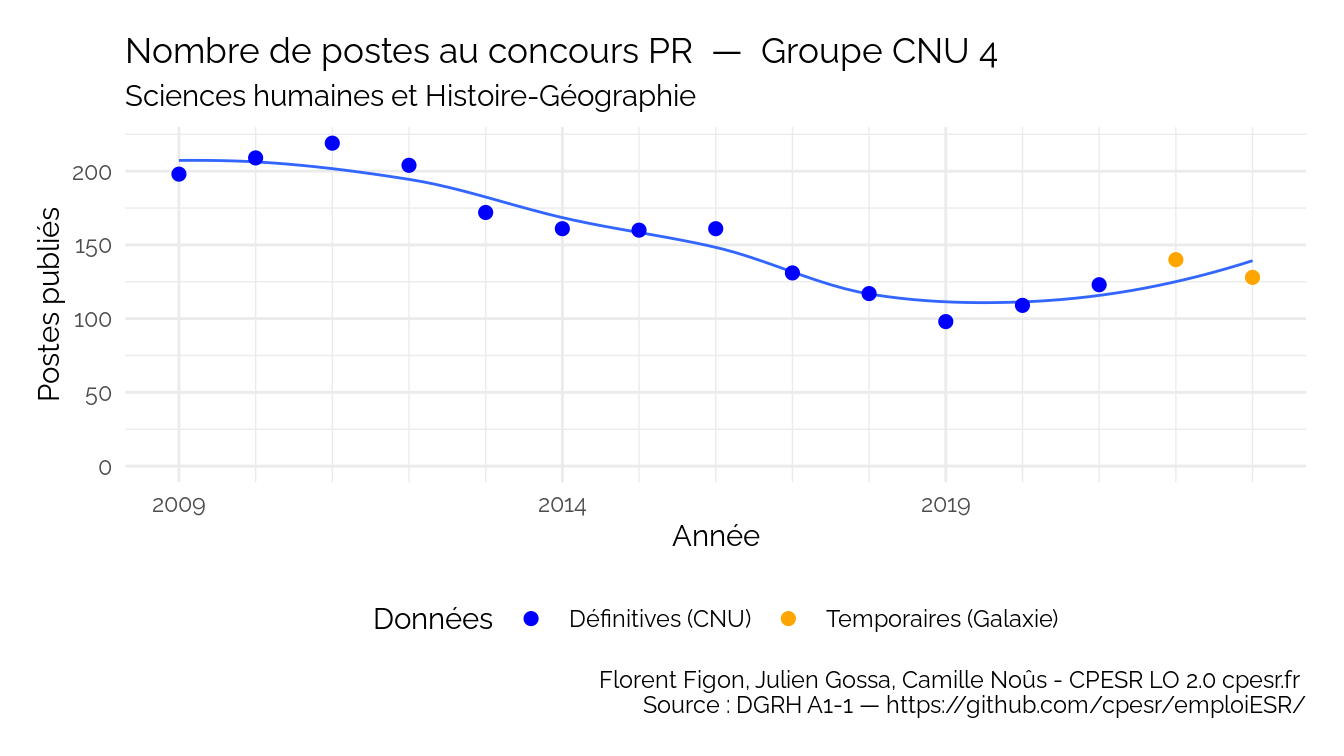 Nombre de postes au concours PR — Groupe CNU 4
Sciences humaines et Histoire-Géographie
Postes publiés
200
150
100
50
0
2009 2014 2019
Année
Données Définitives (CNU) Temporaires (Galaxie)
Florent Figon, Julien Gossa, Camille Noûs - CPESR LO 2.0 cpesr.fr
Source : DGRH A1-1 — https://github.com/cpesr/emploiESR/